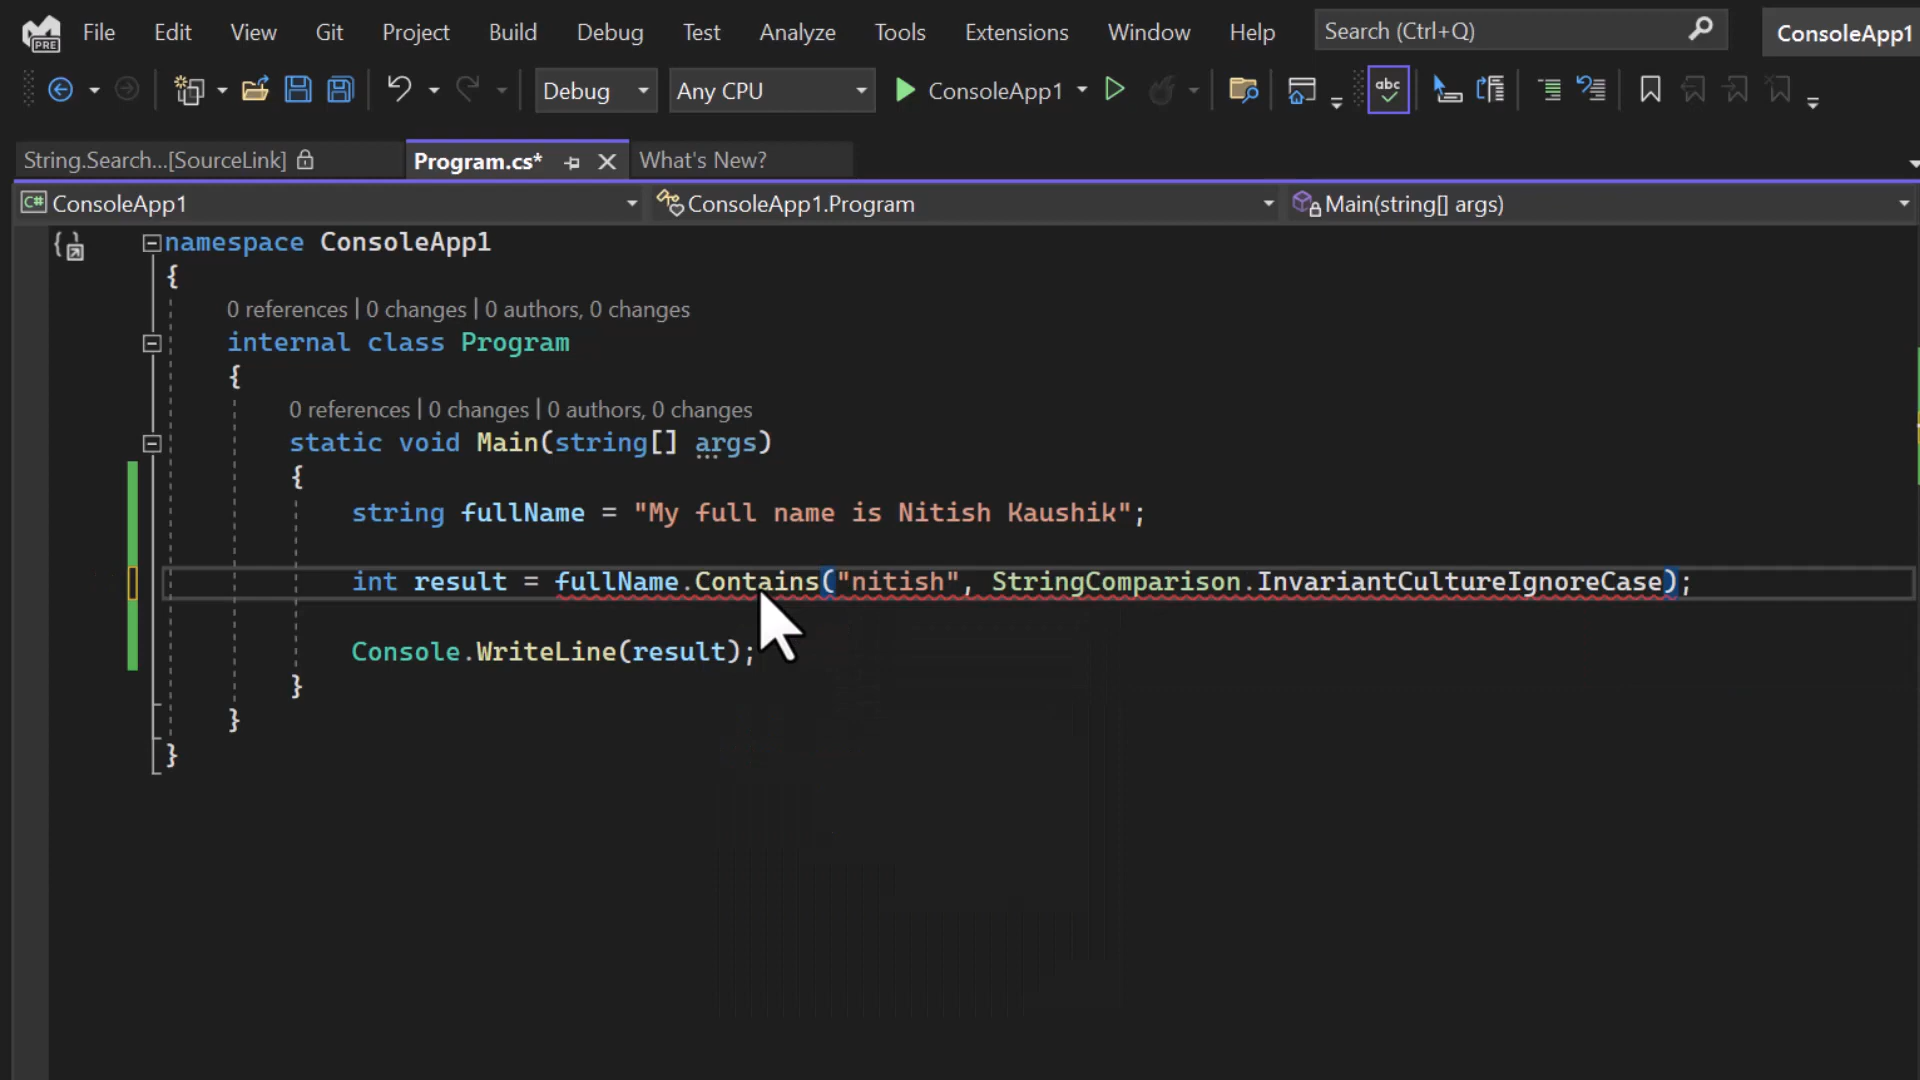 PRE File Edit View Git Project Build Debug Test Analyze Tools Extensions Window Help Search (Ctrl+Q) ConsoleApp1
Debug Any CPU ConsoleApp1 abc
String.Search...[SourceLink] Program.cs* What's New?
C# ConsoleApp1 ConsoleApp1.Program Main(string[] args)
namespace ConsoleApp1
{
0 references | 0 changes | 0 authors, 0 changes
internal class Program
{
0 references | 0 changes | 0 authors, 0 changes
static void Main(string[] args)
{
string fullName = "My full name is Nitish Kaushik";
int result = fullName.Contains("nitish", StringComparison.InvariantCultureIgnoreCase);
Console.WriteLine(result);
}
}
}